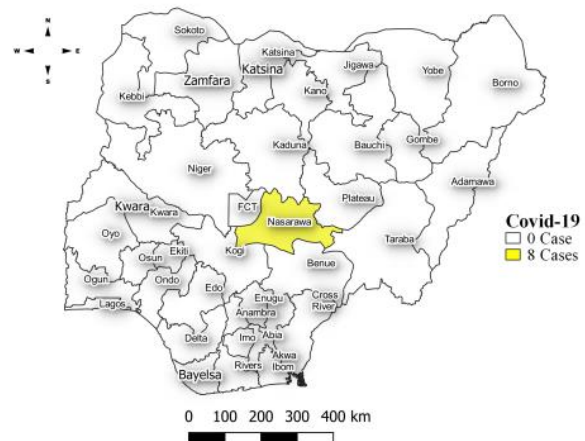 N
W E
S
Sokoto
Katsina
Zamfara
Katsina
Jigawa
Yobe
Borno
Kebbi
Kano
Kaduna
Bauchi
Gombe
Niger
Adamawa
FCT
Nasarawa
Plateau
Kwara
Kwara
Taraba
Oyo
Osun
Ekiti
Kogi
Benue
Ogun
Ondo
Edo
Lagos
Enugu
Anambra
Cross
River
Delta
Imo
Abia
Bayelsa
Rivers
Akwa
Ibom
Covid-19
0 Case
8 Cases
0 100 200 300 400 km